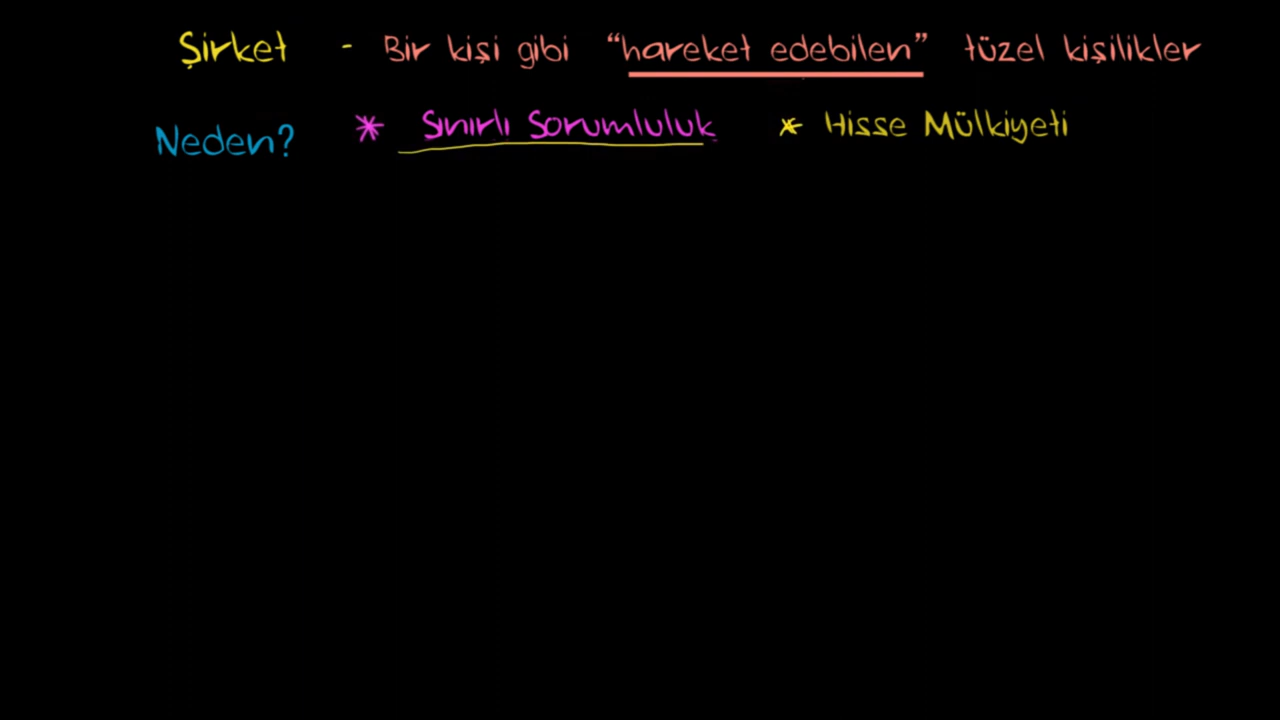 Şirket - Bir kişi gibi “hareket edebilen” tüzel kişilikler
Neden? * Sınırlı Sorumluluk * Hisse Mülkiyeti